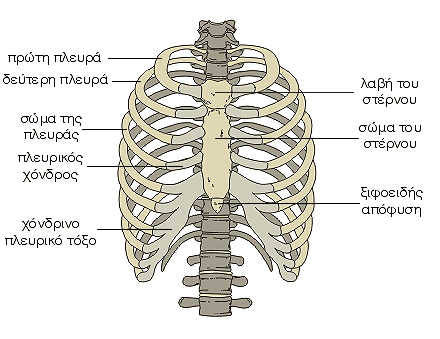 πρώτη πλευρά
δεύτερη πλευρά
σώμα της
πλευράς
πλευρικός
χόνδρος
χόνδρινο
πλευρικό τόξο
λαβή του
στέρνου
σώμα του
στέρνου
ξιφοειδής
απόφυση